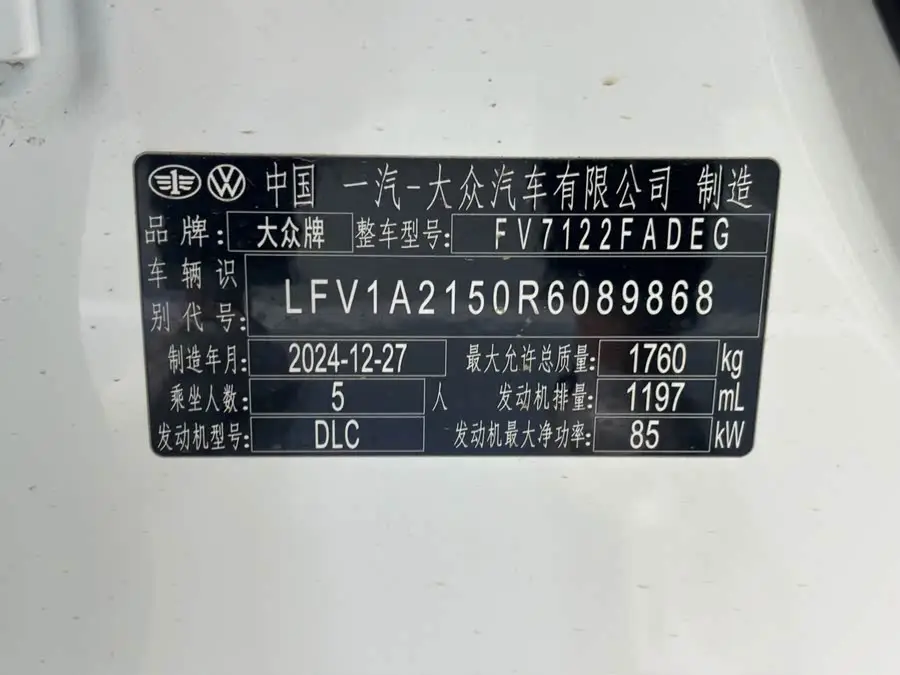 中国 一汽-大众汽车有限公司 制造
品牌: 大众牌 整车型号: FV7122FADEG
车辆识别代号: LFV1A2150R6089868
制造年月: 2024-12-27 最大允许总质量: 1760 kg
乘坐人数: 5 人 发动机排量: 1197 mL
发动机型号: DLC 发动机最大净功率: 85 kW